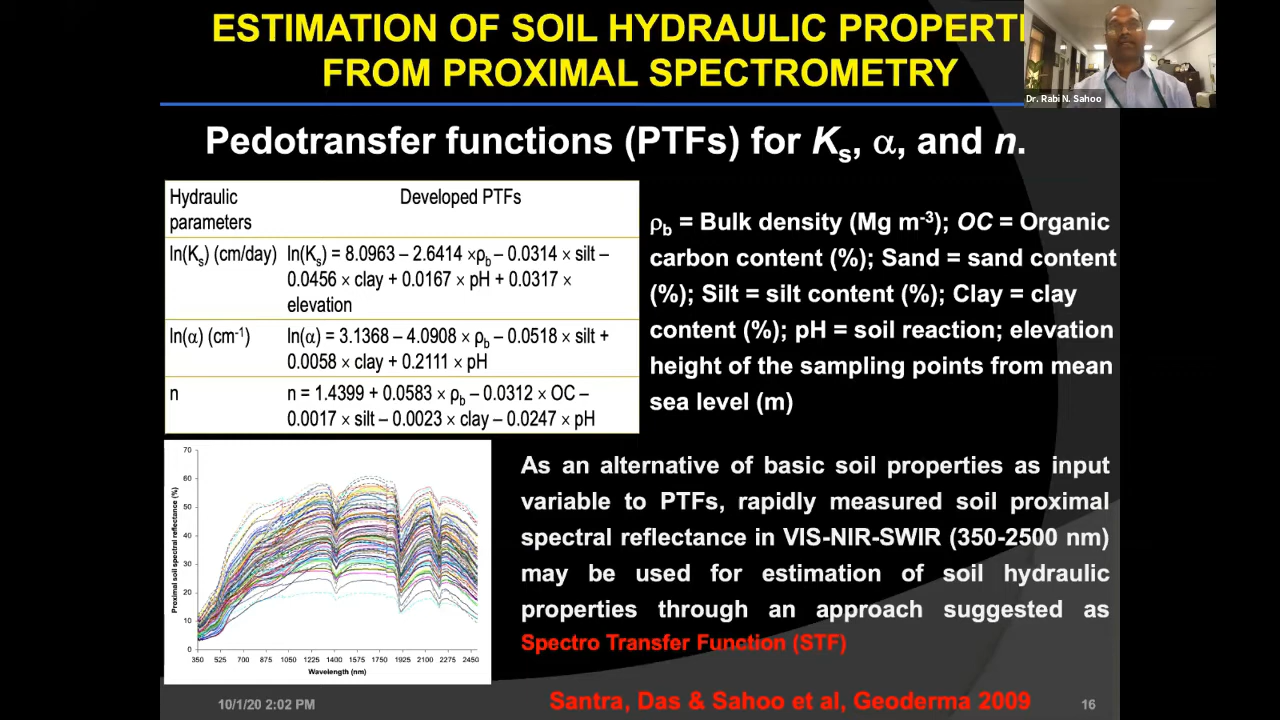 ESTIMATION OF SOIL HYDRAULIC PROPERTI
FROM PROXIMAL SPECTROMETRY
Dr. Rabi N. Sahoo
Pedotransfer functions (PTFs) for Ks, α, and n.
Hydraulic parameters
Developed PTFs
ln(Ks) (cm/day)
ln(Ks) = 8.0963 – 2.6414 ×ρb – 0.0314 × silt –
0.0456 × clay + 0.0167 × pH + 0.0317 ×
elevation
ln(α) (cm-1)
ln(α) = 3.1368 – 4.0908 × ρb – 0.0518 × silt +
0.0058 × clay + 0.2111 × pH
n
n = 1.4399 + 0.0583 × ρb – 0.0312 × OC –
0.0017 × silt – 0.0023 × clay – 0.0247 × pH
ρb = Bulk density (Mg m-3); OC = Organic
carbon content (%); Sand = sand content
(%); Silt = silt content (%); Clay = clay
content (%); pH = soil reaction; elevation
height of the sampling points from mean
sea level (m)
70
60
50
40
30
20
10
0
Proximal soil spectral reflectance (%)
350 525 700 875 1050 1225 1400 1575 1750 1925 2100 2275 2450
Wavelength (nm)
As an alternative of basic soil properties as input
variable to PTFs, rapidly measured soil proximal
spectral reflectance in VIS-NIR-SWIR (350-2500 nm)
may be used for estimation of soil hydraulic
properties through an approach suggested as
Spectro Transfer Function (STF)
10/1/20 2:02 PM
Santra, Das & Sahoo et al, Geoderma 2009
16